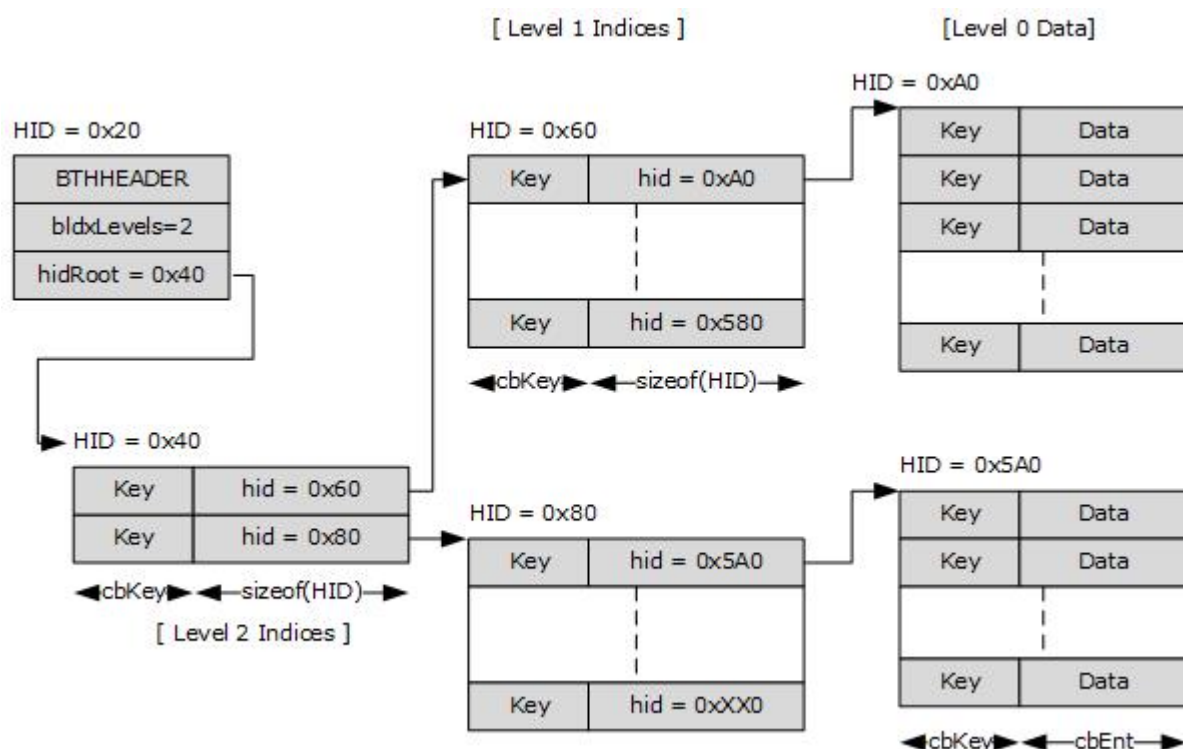 [ Level 1 Indices ]
[Level 0 Data]
HID = 0xA0
HID = 0x20
HID = 0x60
Key Data
BTHHEADER
Key hid = 0xA0
Key Data
bldxLevels=2
Key Data
hidRoot = 0x40
Key hid = 0x580
Key Data
cbKey sizeof(HID)
HID = 0x40
HID = 0x5A0
Key hid = 0x60
HID = 0x80
Key Data
Key hid = 0x80
Key hid = 0x5A0
Key Data
cbKey sizeof(HID)
[ Level 2 Indices ]
Key Data
Key hid = 0xXX0
cbKey cbEnt